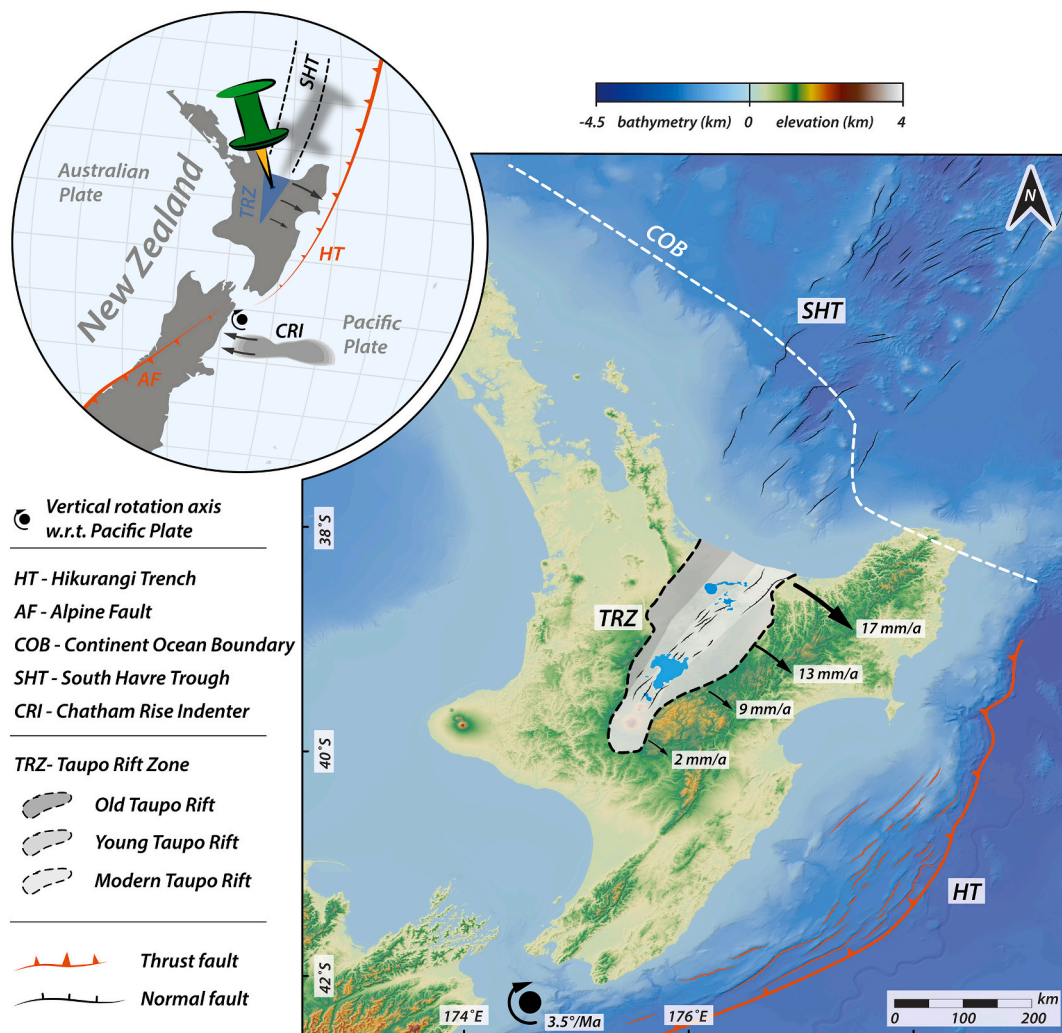 SHT
Australian
Plate
TRZ
New Zealand
HT
CRI
Pacific
Plate
AF
-4.5 bathymetry (km) 0 elevation (km) 4
N
COB
SHT
38°S
TRZ
17 mm/a
13 mm/a
9 mm/a
40°S
2 mm/a
HT
42°S
174°E
3.5°/Ma
176°E
km
0 100 200
Vertical rotation axis
w.r.t. Pacific Plate
HT - Hikurangi Trench
AF - Alpine Fault
COB - Continent Ocean Boundary
SHT - South Havre Trough
CRI - Chatham Rise Indenter
TRZ- Taupo Rift Zone
Old Taupo Rift
Young Taupo Rift
Modern Taupo Rift
Thrust fault
Normal fault